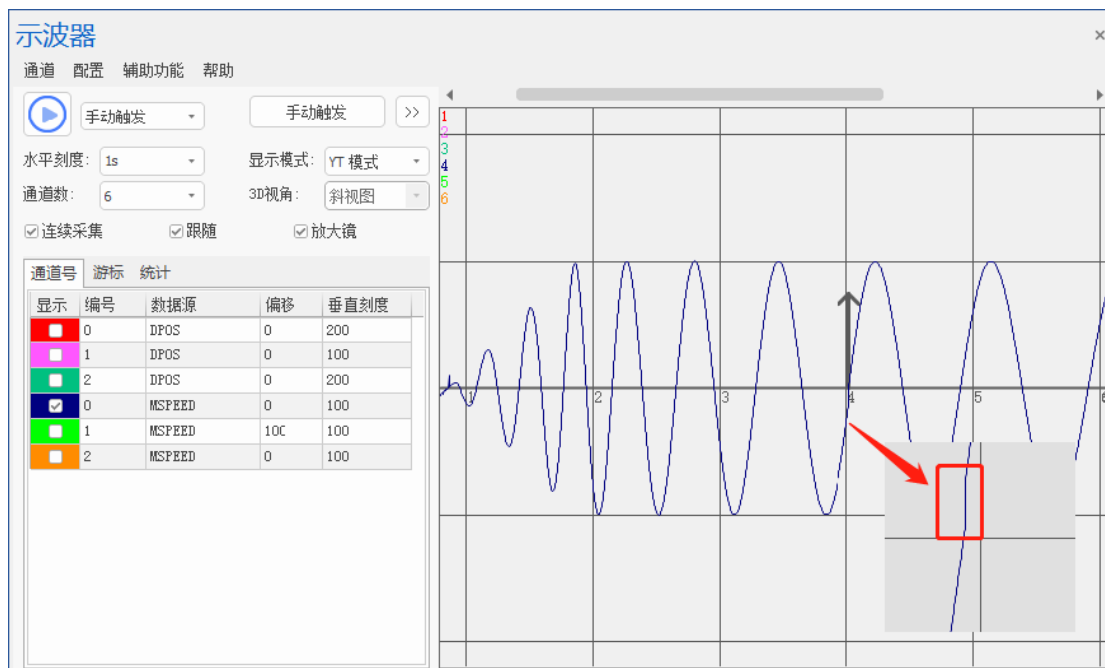 示波器
×
通道 配置 辅助功能 帮助
手动触发 手动触发 >>
水平刻度: 1s 显示模式: YT 模式
通道数: 6 3D视角: 斜视图
连续采集 跟随 放大镜
通道号 游标 统计
显示 编号 数据源 偏移 垂直刻度
0 DPOS 0 200
1 DPOS 0 100
2 DPOS 0 200
0 MSPEED 0 100
1 MSPEED 100 100
2 MSPEED 0 100
1
2
3
4
5
6
1 2 3 4 5 6